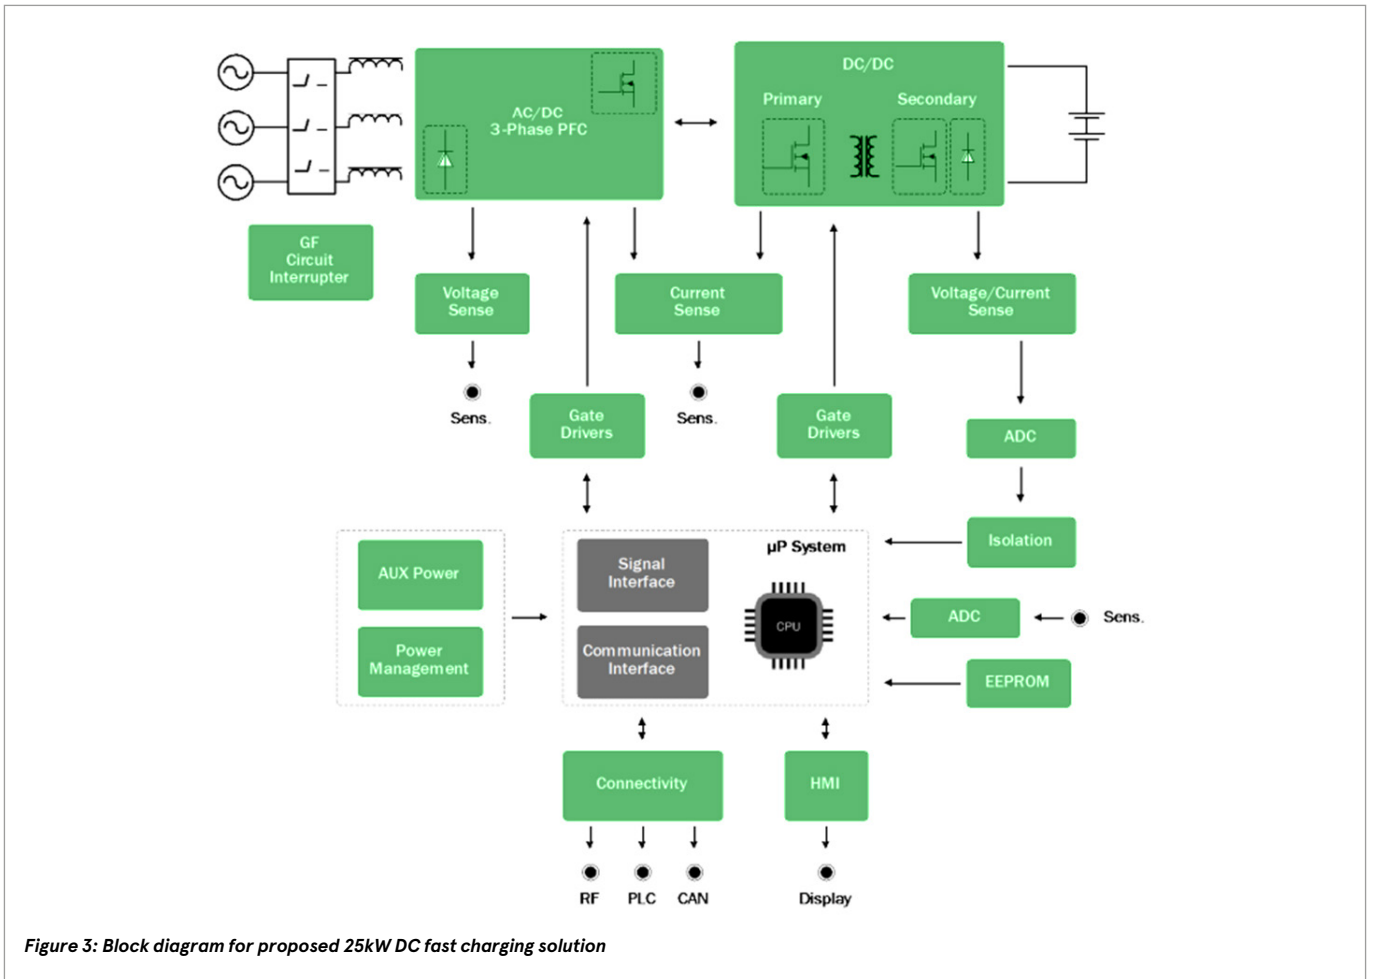 DC/DC
Primary
Secondary
AC/DC
3-Phase PFC
GF
Circuit
Interrupter
Voltage
Sense
Current
Sense
Voltage/Current
Sense
Sens.
Sens.
Gate
Drivers
Gate
Drivers
ADC
Isolation
AUX Power
Power
Management
Signal
Interface
Communication
Interface
µP System
CPU
ADC
Sens.
EEPROM
Connectivity
HMI
RF
PLC
CAN
Display
Figure 3: Block diagram for proposed 25kW DC fast charging solution